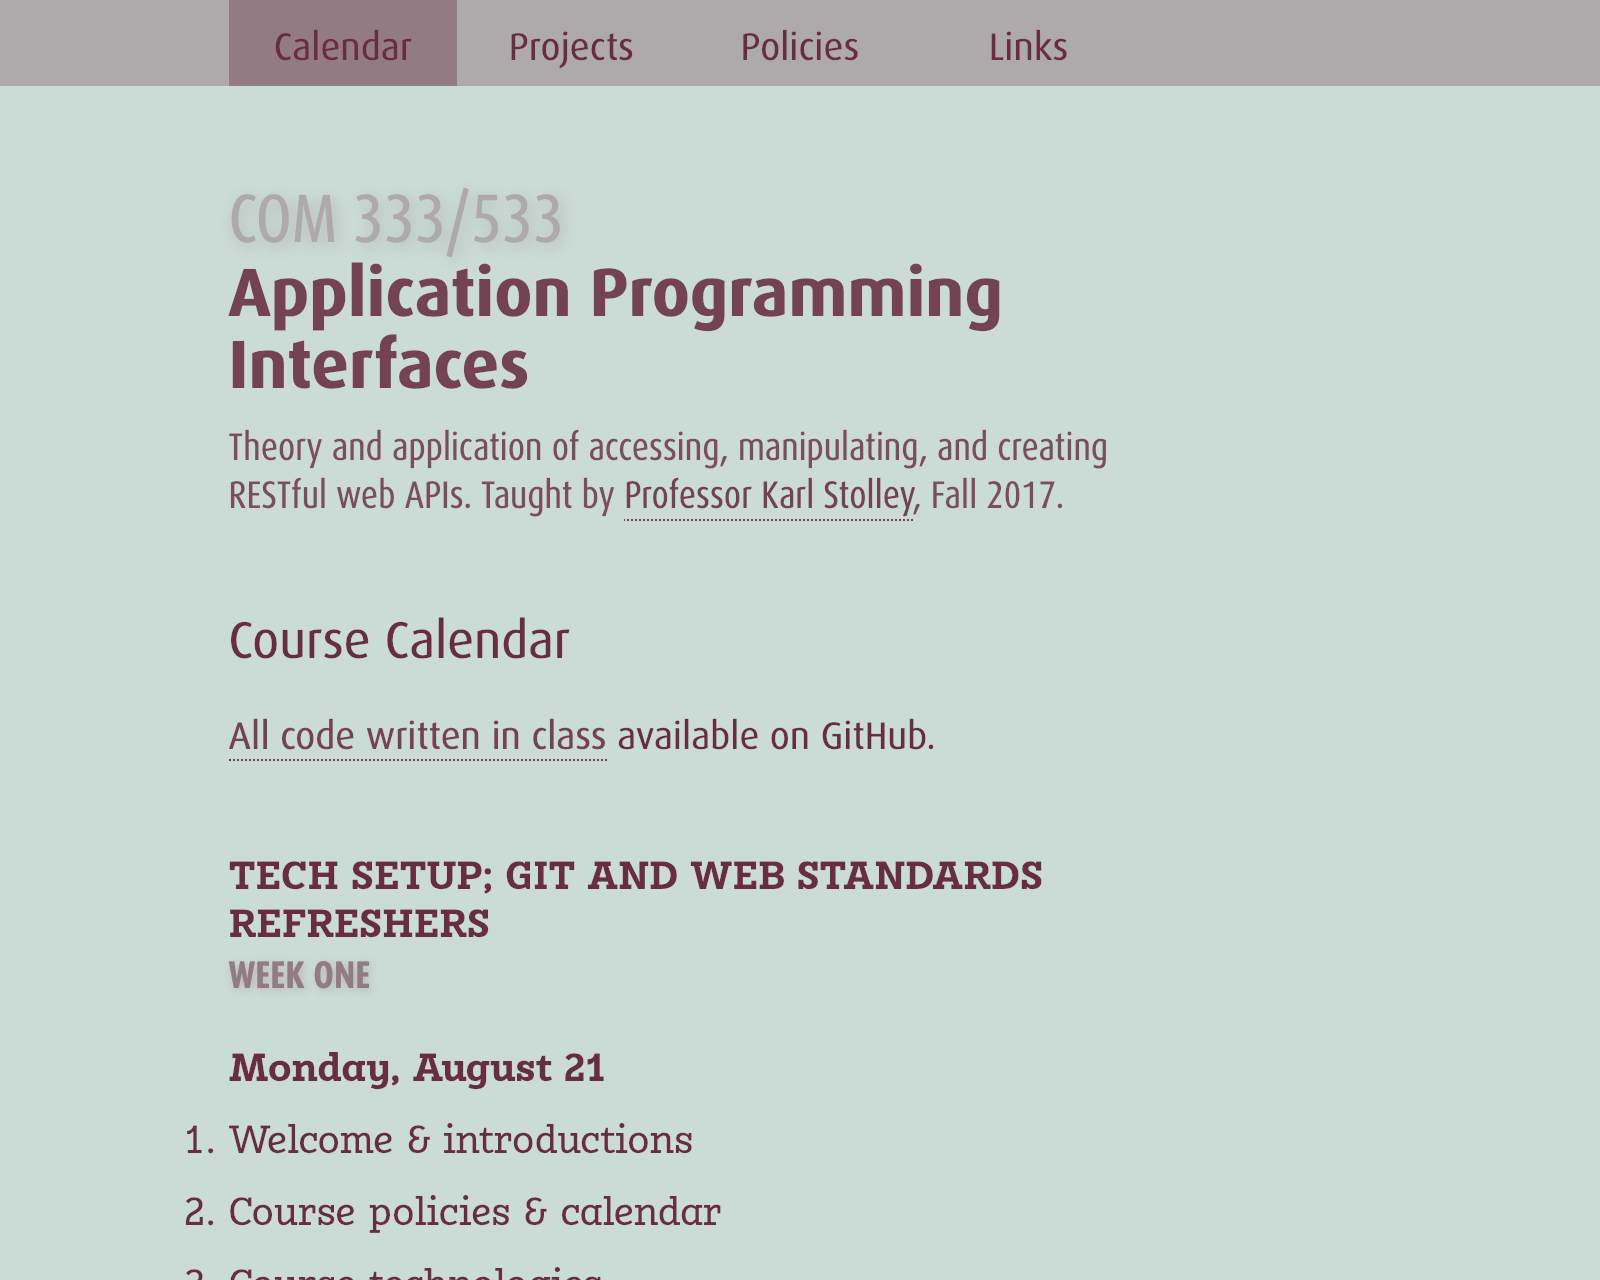 Calendar Projects Policies Links
COM 333/533
Application Programming
Interfaces
Theory and application of accessing, manipulating, and creating
RESTful web APIs. Taught by Professor Karl Stolley, Fall 2017.
Course Calendar
All code written in class available on GitHub.
TECH SETUP; GIT AND WEB STANDARDS
REFRESHERS
WEEK ONE
Monday, August 21
1. Welcome & introductions
2. Course policies & calendar
3. Course technologies